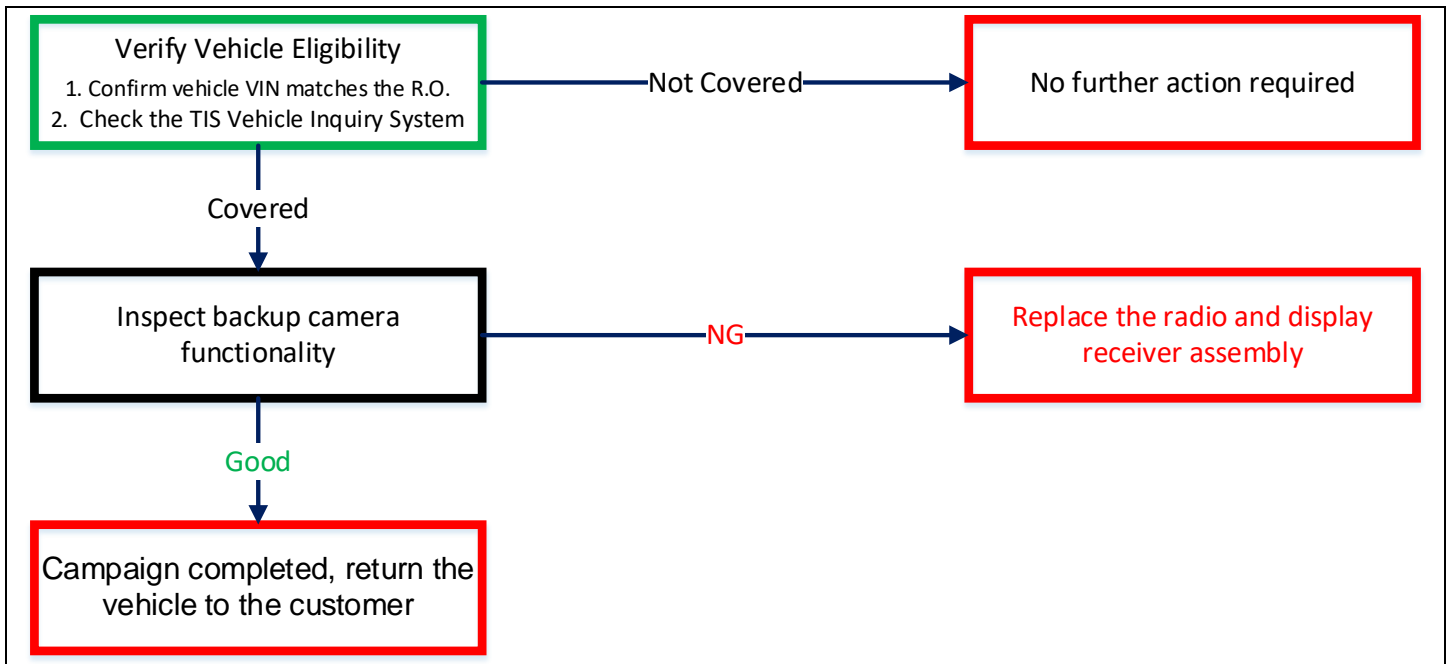 Verify Vehicle Eligibility
1. Confirm vehicle VIN matches the R.O.
2. Check the TIS Vehicle Inquiry System
Not Covered
No further action required
Covered
Inspect backup camera
functionality
NG
Replace the radio and display
receiver assembly
Good
Campaign completed, return the
vehicle to the customer